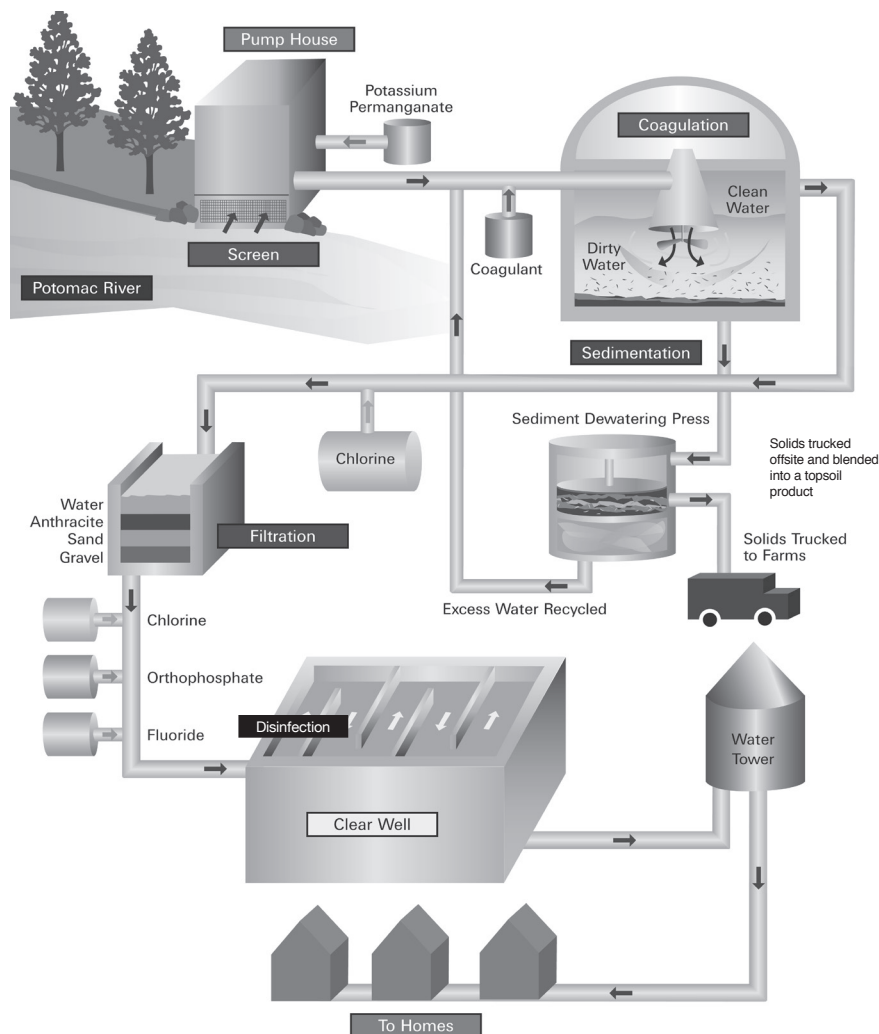 Pump House
Potassium
Permanganate
Coagulation
Clean
Water
Dirty
Water
Screen
Coagulant
Potomac River
Sedimentation
Sediment Dewatering Press
Chlorine
Solids trucked
offsite and blended
into a topsoil
product
Water
Anthracite
Sand
Gravel
Filtration
Solids Trucked
to Farms
Excess Water Recycled
Chlorine
Orthophosphate
Fluoride
Disinfection
Water
Tower
Clear Well
To Homes